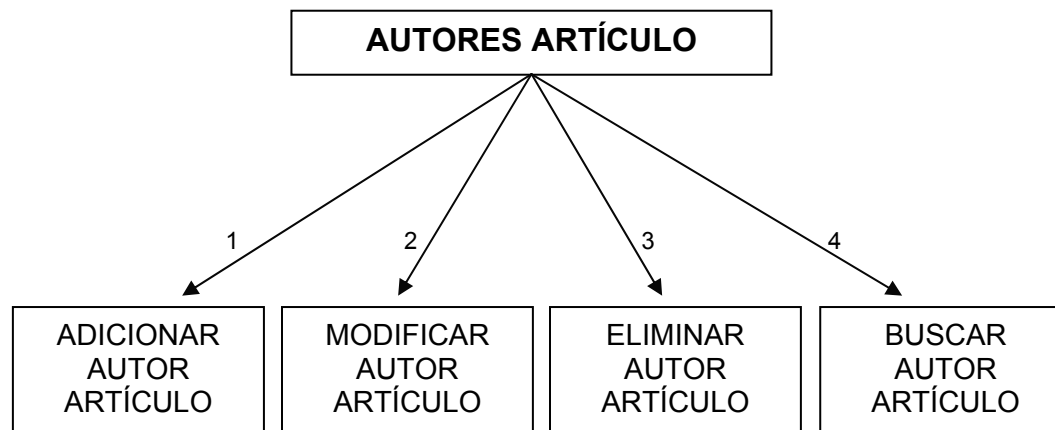 AUTORES ARTÍCULO
1
2
3
4
ADICIONAR
AUTOR
ARTÍCULO
MODIFICAR
AUTOR
ARTÍCULO
ELIMINAR
AUTOR
ARTÍCULO
BUSCAR
AUTOR
ARTÍCULO